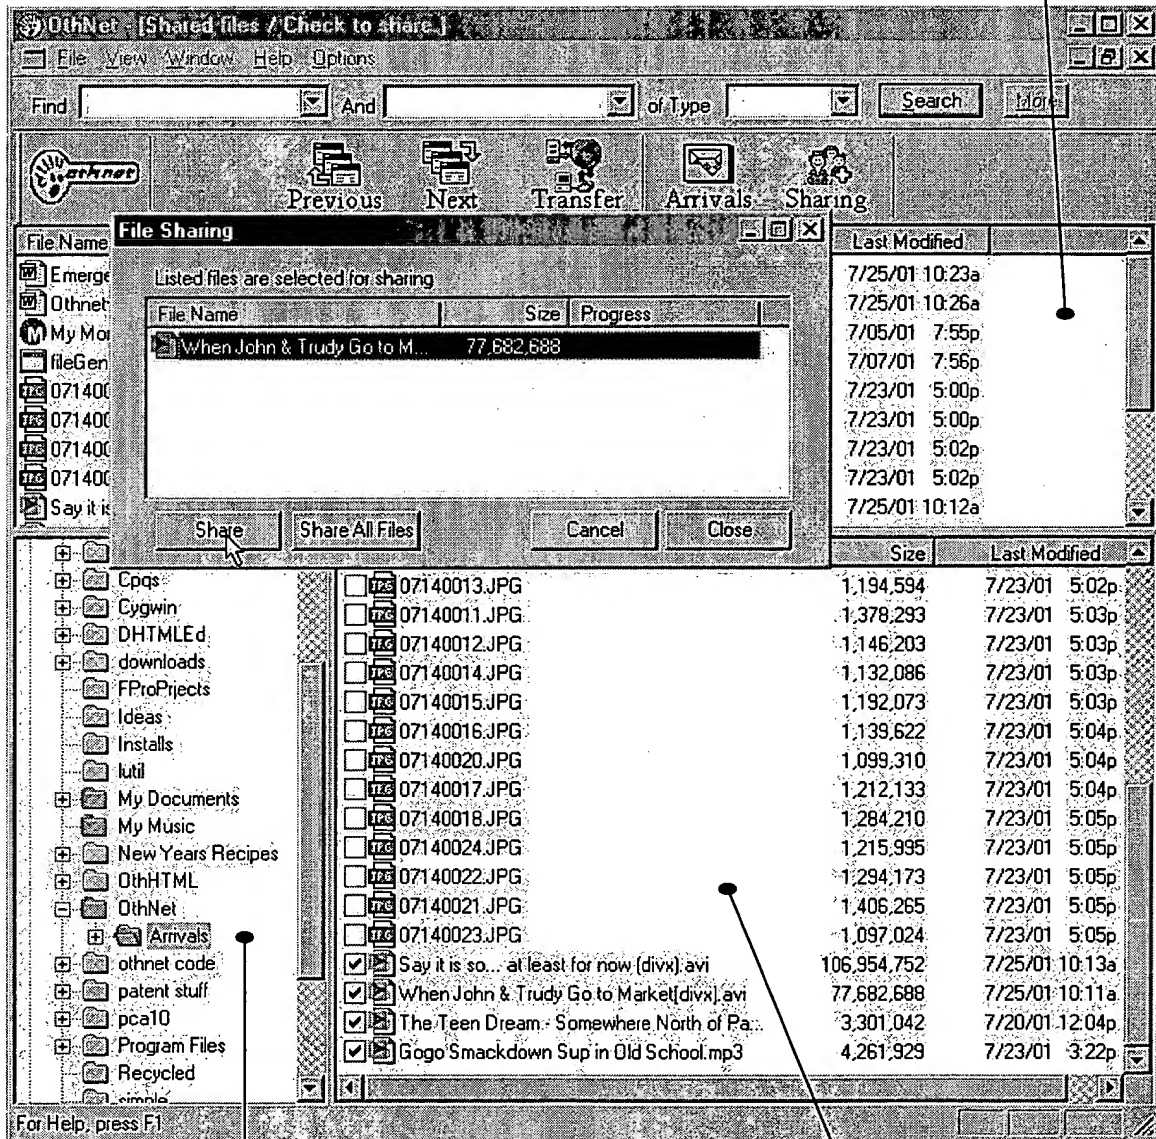 OthNet - [Shared files / Check to share.]
File View Window Help Options
Find And of Type Search More
othnet Previous Next Transfer Arrivals Sharing
File Name Last Modified
File Sharing
Listed files are selected for sharing
File Name Size Progress
When John & Trudy Go to M... 77,682,688
Share Share All Files Cancel Close
Emerge 7/25/01 10:23a
Othnet 7/25/01 10:26a
My Mor 7/05/01 7:55p
fileGen 7/07/01 7:56p
071400 7/23/01 5:00p
071400 7/23/01 5:00p
071400 7/23/01 5:02p
071400 7/23/01 5:02p
Say it is 7/25/01 10:12a
Cpqs
Cygwin
DHTMLEd
downloads
FProPrjects
Ideas
Installs
lutil
My Documents
My Music
New Years Recipes
OthHTML
OthNet
Arrivals
othnet code
patent stuff
pca10
Program Files
Recycled
simple
Size Last Modified
07140013.JPG 1,194,594 7/23/01 5:02p
07140011.JPG 1,378,293 7/23/01 5:03p
07140012.JPG 1,146,203 7/23/01 5:03p
07140014.JPG 1,132,086 7/23/01 5:03p
07140015.JPG 1,192,073 7/23/01 5:03p
07140016.JPG 1,139,622 7/23/01 5:04p
07140020.JPG 1,099,310 7/23/01 5:04p
07140017.JPG 1,212,133 7/23/01 5:04p
07140018.JPG 1,284,210 7/23/01 5:05p
07140024.JPG 1,215,995 7/23/01 5:05p
07140022.JPG 1,294,173 7/23/01 5:05p
07140021.JPG 1,406,265 7/23/01 5:05p
07140023.JPG 1,097,024 7/23/01 5:05p
Say it is so... at least for now (divx).avi 106,954,752 7/25/01 10:13a
When John & Trudy Go to Market(divx).avi 77,682,688 7/25/01 10:11a
The Teen Dream - Somewhere North of Pa... 3,301,042 7/20/01 12:04p
Gogo Smackdown Sup in Old School.mp3 4,261,929 7/23/01 3:22p
For Help, press F1